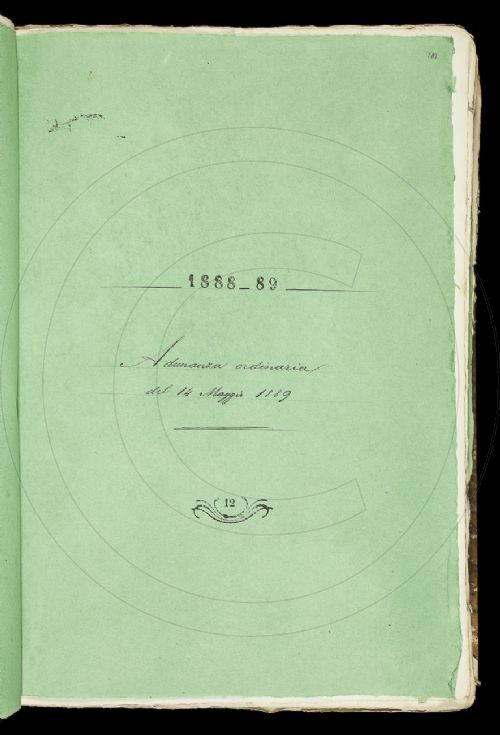 1888_89
Adunanza ordinaria
del 14 Maggio 1889
12